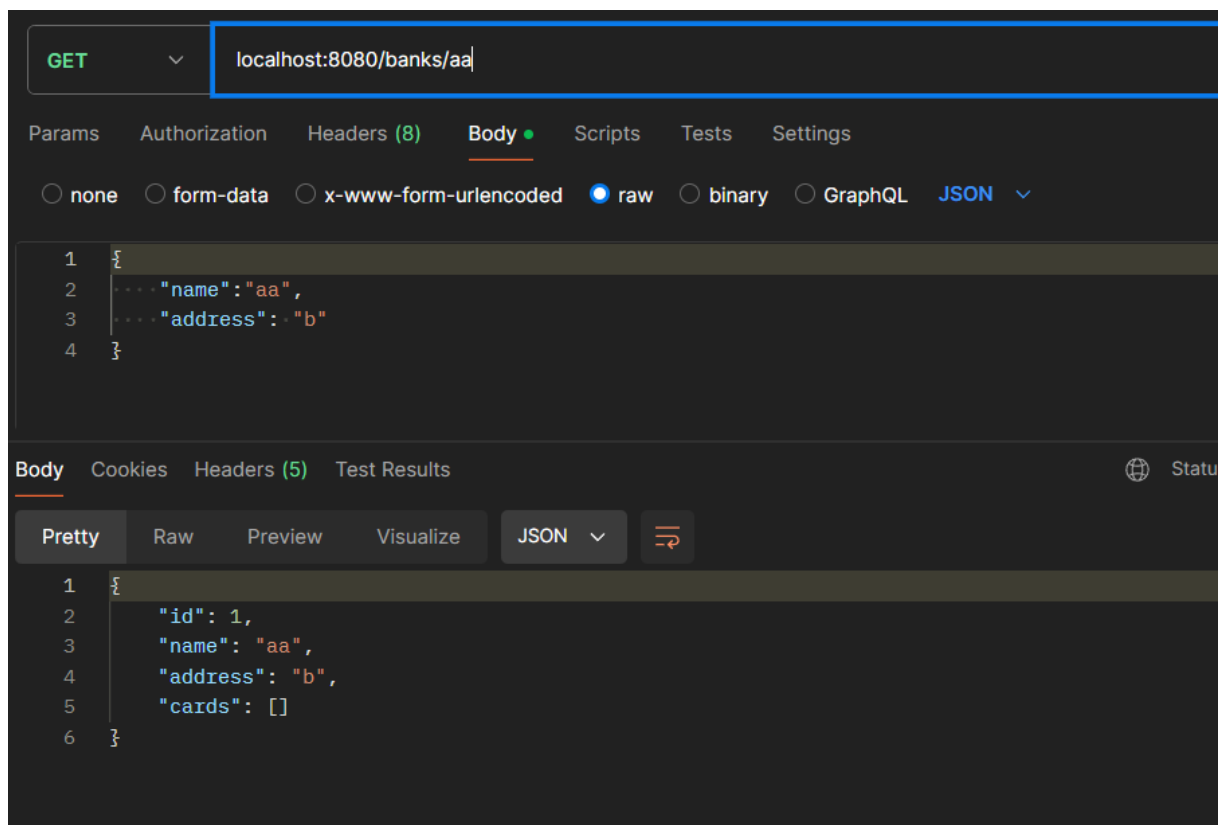 GET localhost:8080/banks/aa
Params Authorization Headers (8) Body Scripts Tests Settings
none form-data x-www-form-urlencoded raw binary GraphQL JSON
1 {
2 "name":"aa",
3 "address": "b"
4 }
Body Cookies Headers (5) Test Results Statu
Pretty Raw Preview Visualize JSON
1 {
2 "id": 1,
3 "name": "aa",
4 "address": "b",
5 "cards": []
6 }